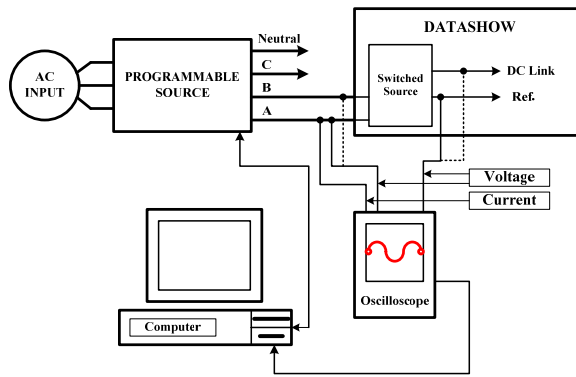 DATASHOW
AC
INPUT
PROGRAMMABLE
SOURCE
Neutral
C
B
A
Switched
Source
DC Link
Ref.
Voltage
Current
Oscilloscope
Computer